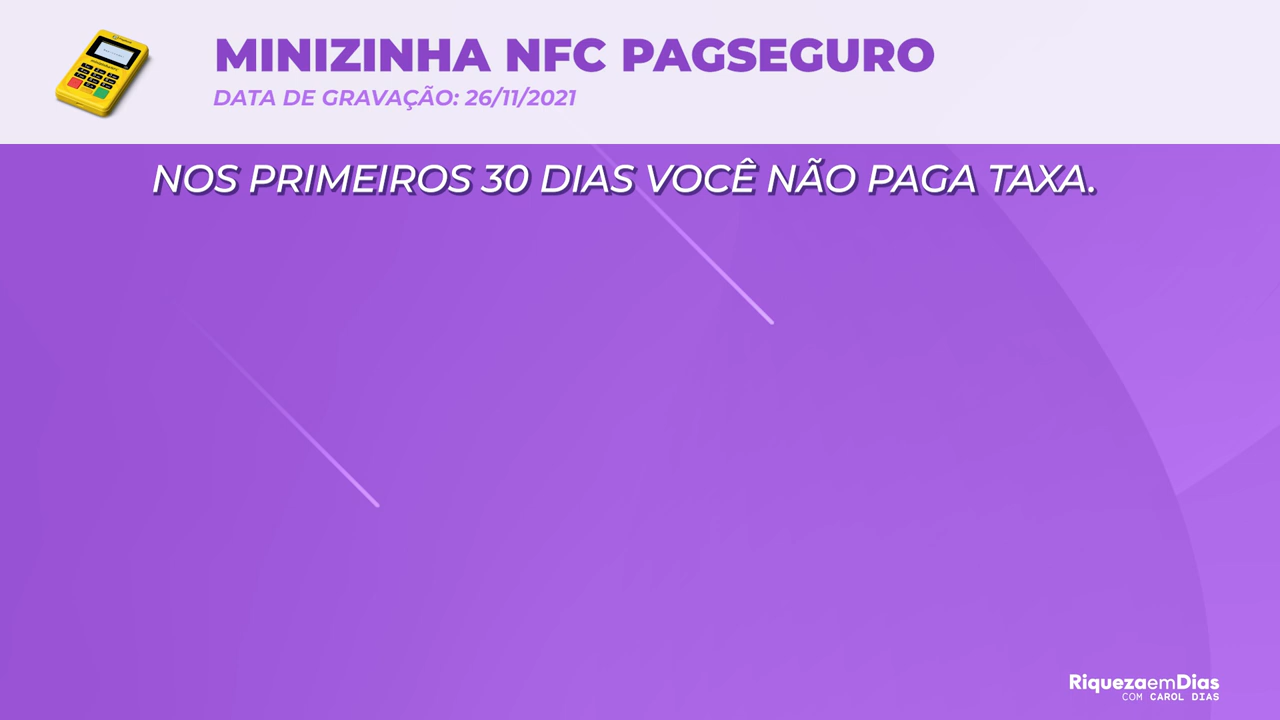 MINIZINHA NFC PAGSEGURO
DATA DE GRAVAÇÃO: 26/11/2021
NOS PRIMEIROS 30 DIAS VOCÊ NÃO PAGA TAXA.
RiquezaemDias
COM CAROL DIAS